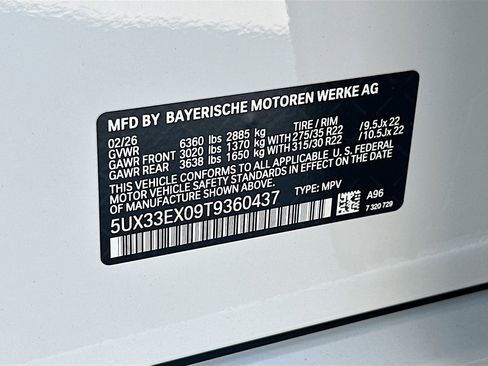 MFD BY BAYERISCHE MOTOREN WERKE AG
02/26 6360 lbs 2885 kg TIRE / RIM
GVWR
GAWR FRONT 3020 lbs 1370 kg WITH 275/35 R22 / 9.5Jx 22
GAWR REAR 3638 lbs 1650 kg WITH 315/30 R22 / 10.5Jx 22
THIS VEHICLE CONFORMS TO ALL APPLICABLE U.S. FEDERAL
MOTOR VEHICLE SAFETY STANDARDS IN EFFECT ON THE DATE
OF MANUFACTURE SHOWN ABOVE.
5UX33EX09T9360437 TYPE: MPV
A96
7 320 729